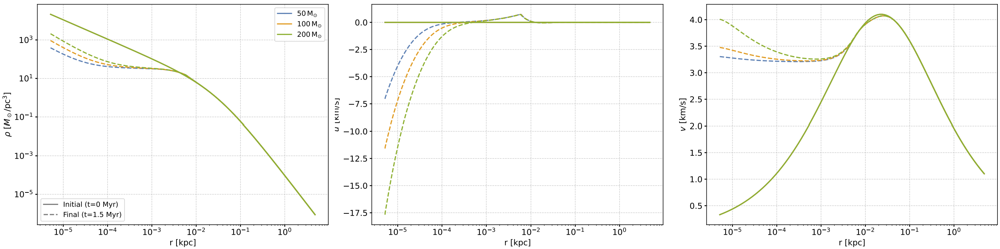 ρ [M⊙/pc³]
10³
10¹
10⁻¹
10⁻³
10⁻⁵
50 M⊙
100 M⊙
200 M⊙
Initial (t=0 Myr)
Final (t=1.5 Myr)
10⁻⁵ 10⁻⁴ 10⁻³ 10⁻² 10⁻¹ 10⁰
r [kpc]
u [km/s]
0.0
−2.5
−5.0
−7.5
−10.0
−12.5
−15.0
−17.5
10⁻⁵ 10⁻⁴ 10⁻³ 10⁻² 10⁻¹ 10⁰
r [kpc]
v [km/s]
4.0
3.5
3.0
2.5
2.0
1.5
1.0
0.5
10⁻⁵ 10⁻⁴ 10⁻³ 10⁻² 10⁻¹ 10⁰
r [kpc]